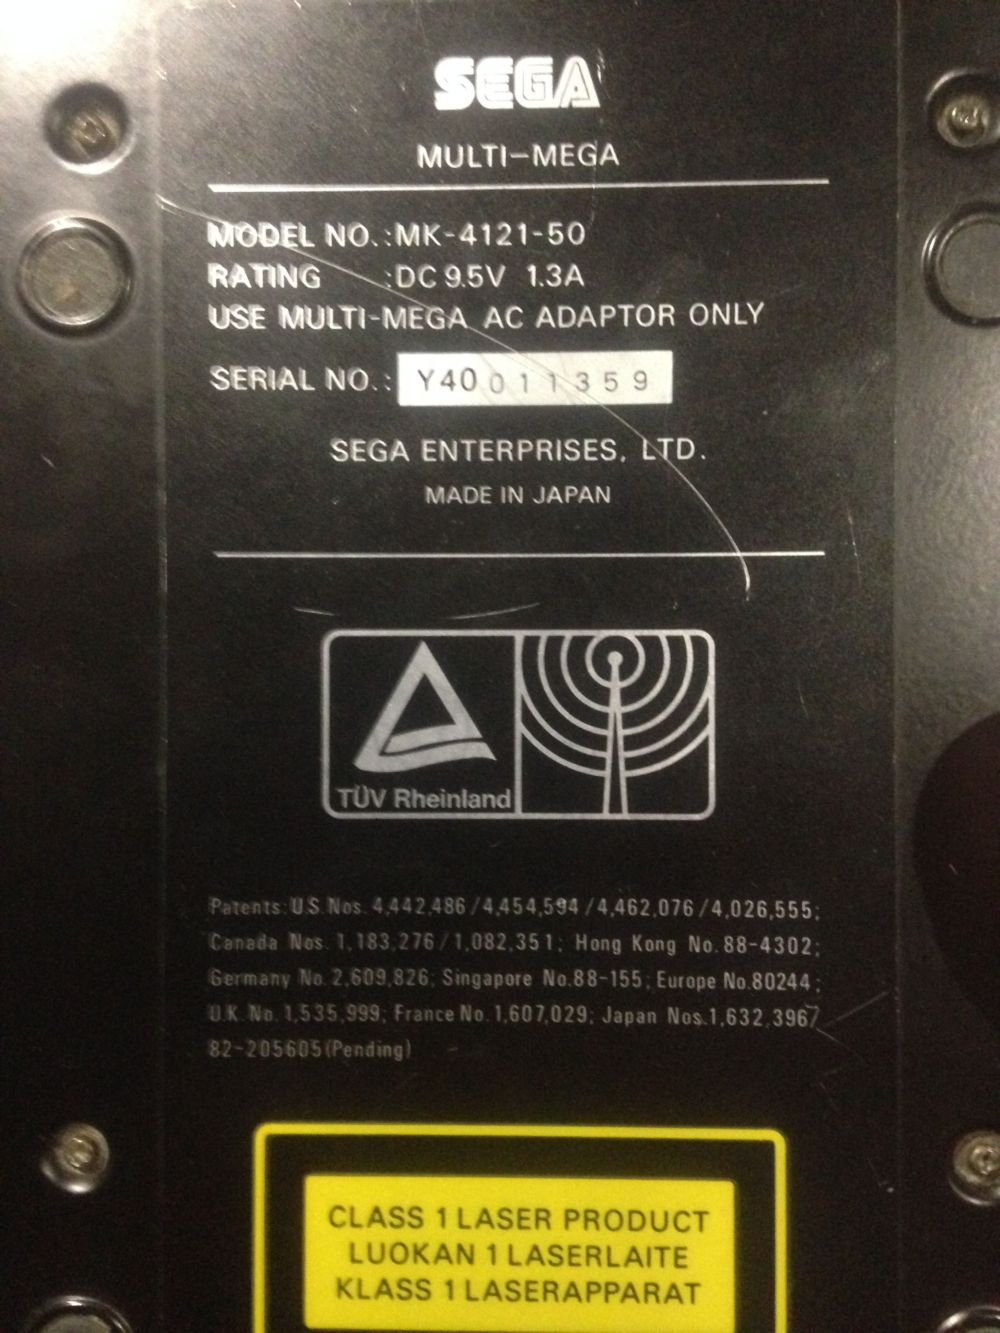 SEGA
MULTI-MEGA
MODEL NO.:MK-4121-50
RATING :DC 9.5V 1.3A
USE MULTI-MEGA AC ADAPTOR ONLY
SERIAL NO.: Y40 011359
SEGA ENTERPRISES, LTD.
MADE IN JAPAN
TÜV Rheinland
Patents: U.S. Nos. 4,442,486/4,454,594/4,462,076/4,026,555;
Canada Nos. 1,183,276/1,082,351; Hong Kong No. 88-4302;
Germany No. 2,609,826; Singapore No.88-155; Europe No.80244;
U.K. No. 1,535,999; France No. 1,607,029; Japan Nos.1,632,396/
82-205605(Pending)
CLASS 1 LASER PRODUCT
LUOKAN 1 LASERLAITE
KLASS 1 LASERAPPARAT